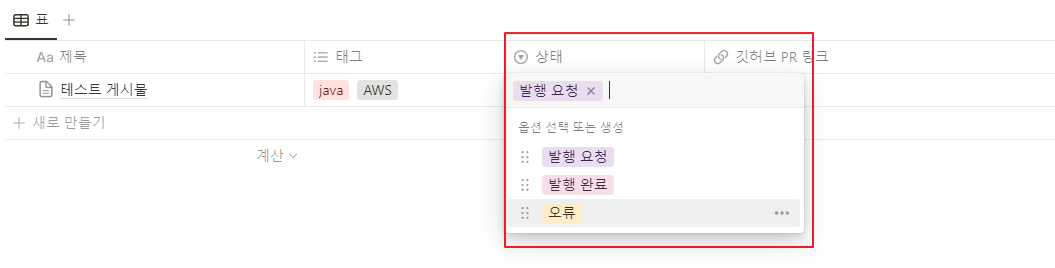 표
Aa 제목 태그 상태 깃허브 PR 링크
테스트 게시물 java AWS 발행 요청 ×
새로 만들기
옵션 선택 또는 생성
계산
발행 요청
발행 완료
오류